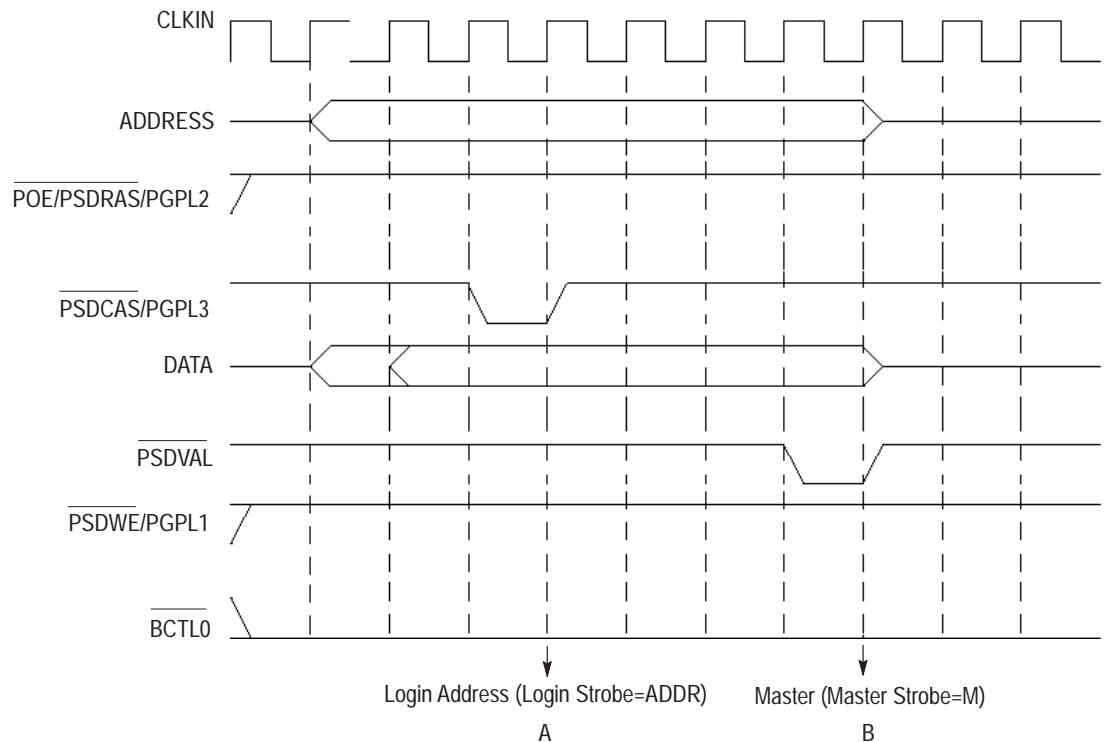 CLKIN
ADDRESS
POE/PSDRAS/PGPL2
PSDCAS/PGPL3
DATA
PSDVAL
PSDWE/PGPL1
BCTL0
Login Address (Login Strobe=ADDR)
Master (Master Strobe=M)
A
B